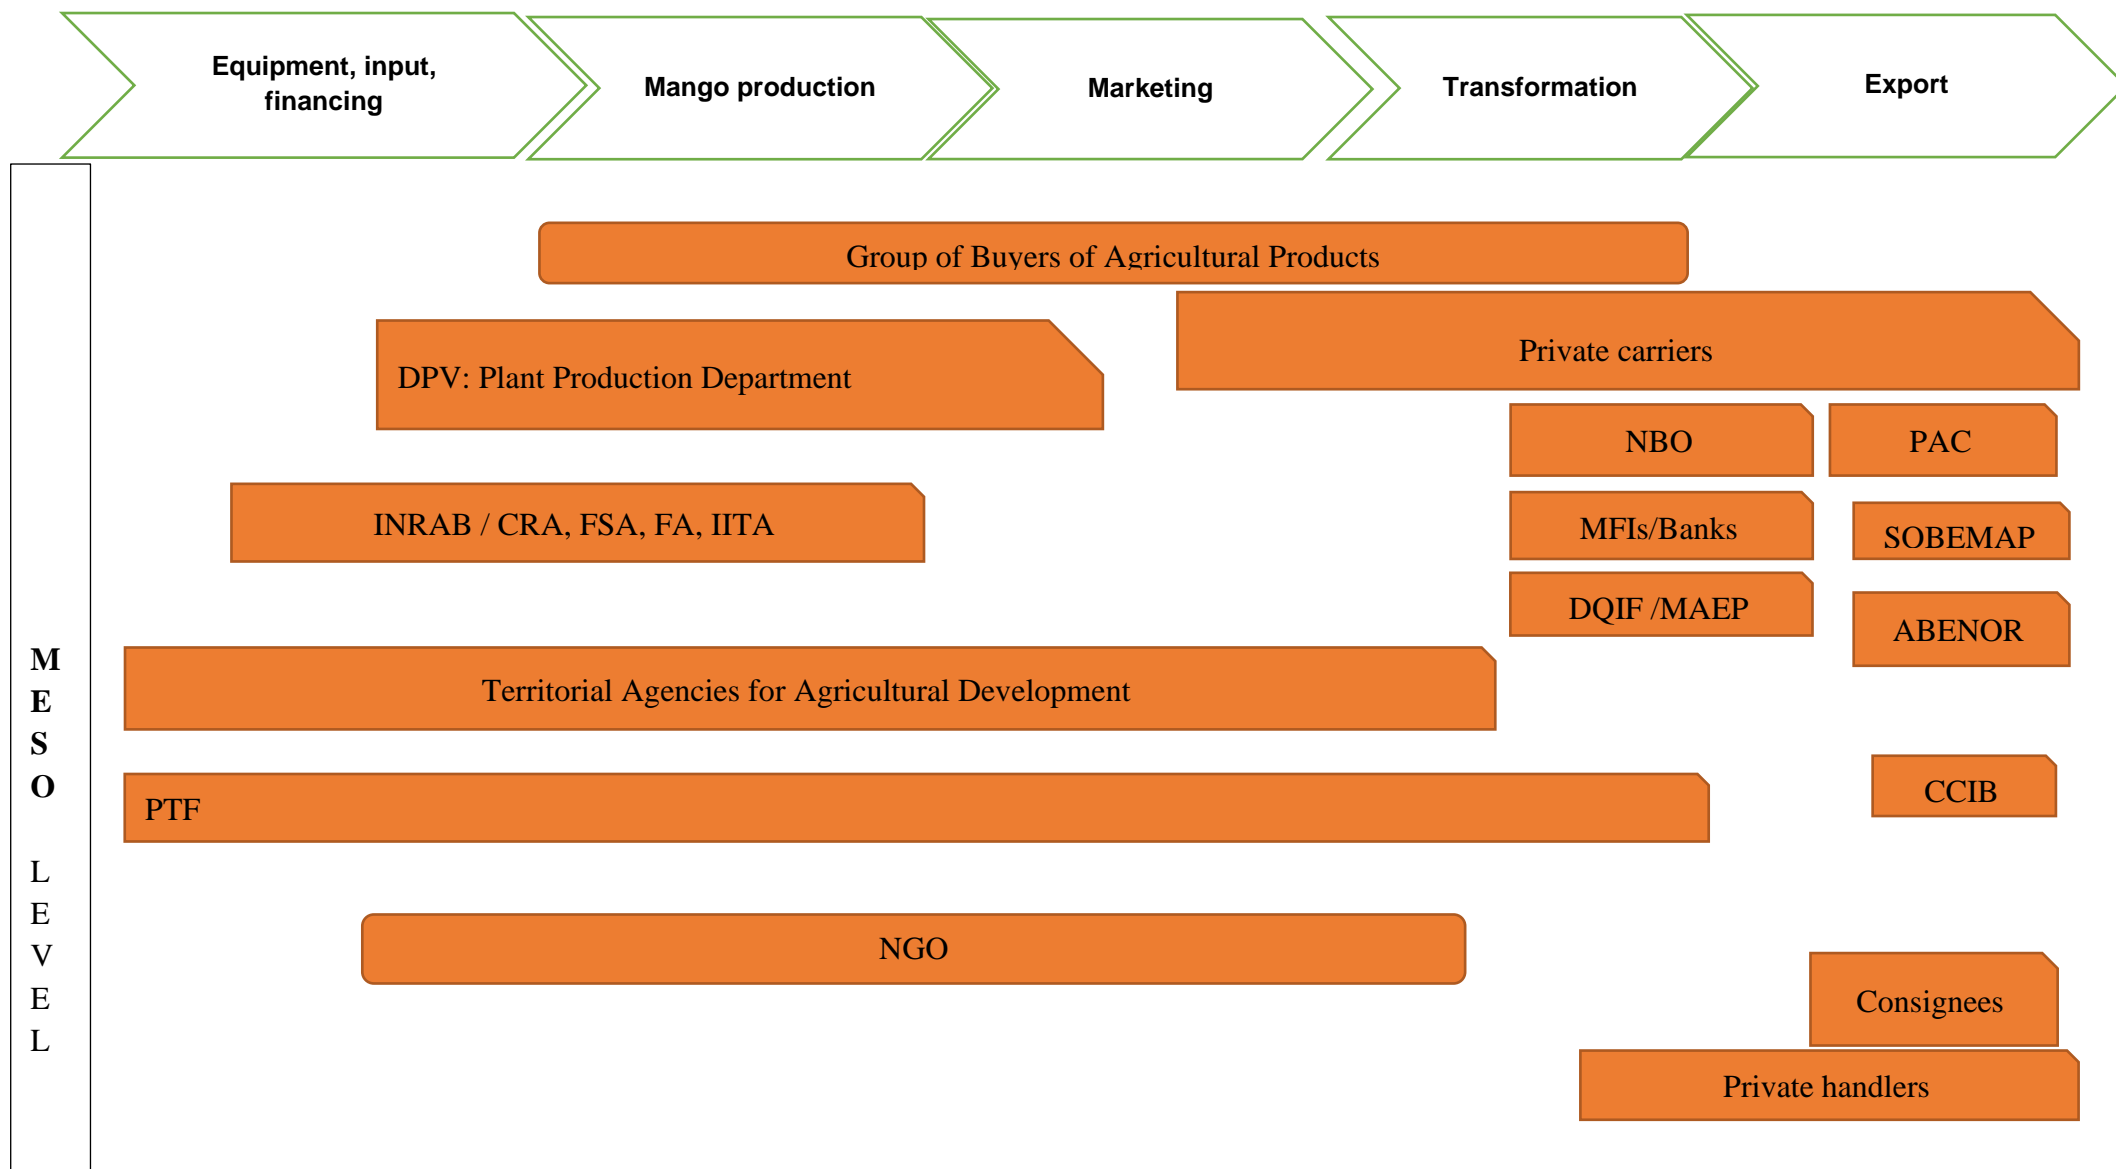 Equipment, input,
financing
Mango production
Marketing
Transformation
Export
Group of Buyers of Agricultural Products
Private carriers
DPV: Plant Production Department
NBO
PAC
INRAB / CRA, FSA, FA, IITA
MFIs/Banks
SOBEMAP
DQIF /MAEP
ABENOR
Territorial Agencies for Agricultural Development
PTF
CCIB
NGO
Consignees
Private handlers
M
E
S
O
L
E
V
E
L